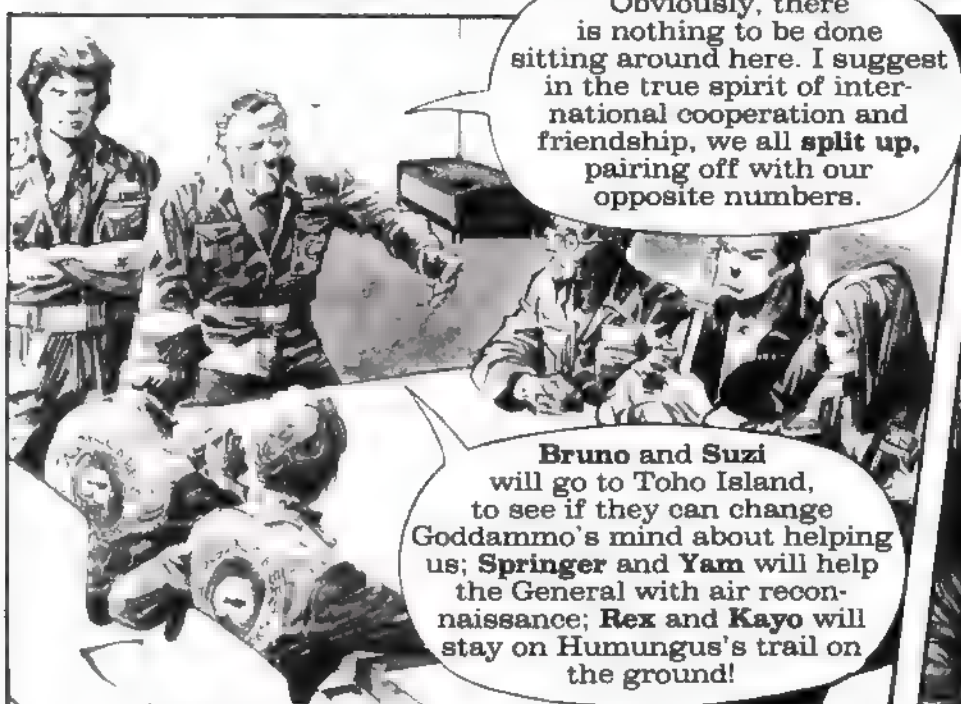 Obviously, there
is nothing to be done
sitting around here. I suggest
in the true spirit of inter-
national cooperation and
friendship, we all split up,
pairing off with our
opposite numbers.
Bruno and Suzi
will go to Toho Island,
to see if they can change
Goddammo's mind about helping
us; Springer and Yam will help
the General with air recon-
naissance; Rex and Kayo will
stay on Humungus's trail on
the ground!